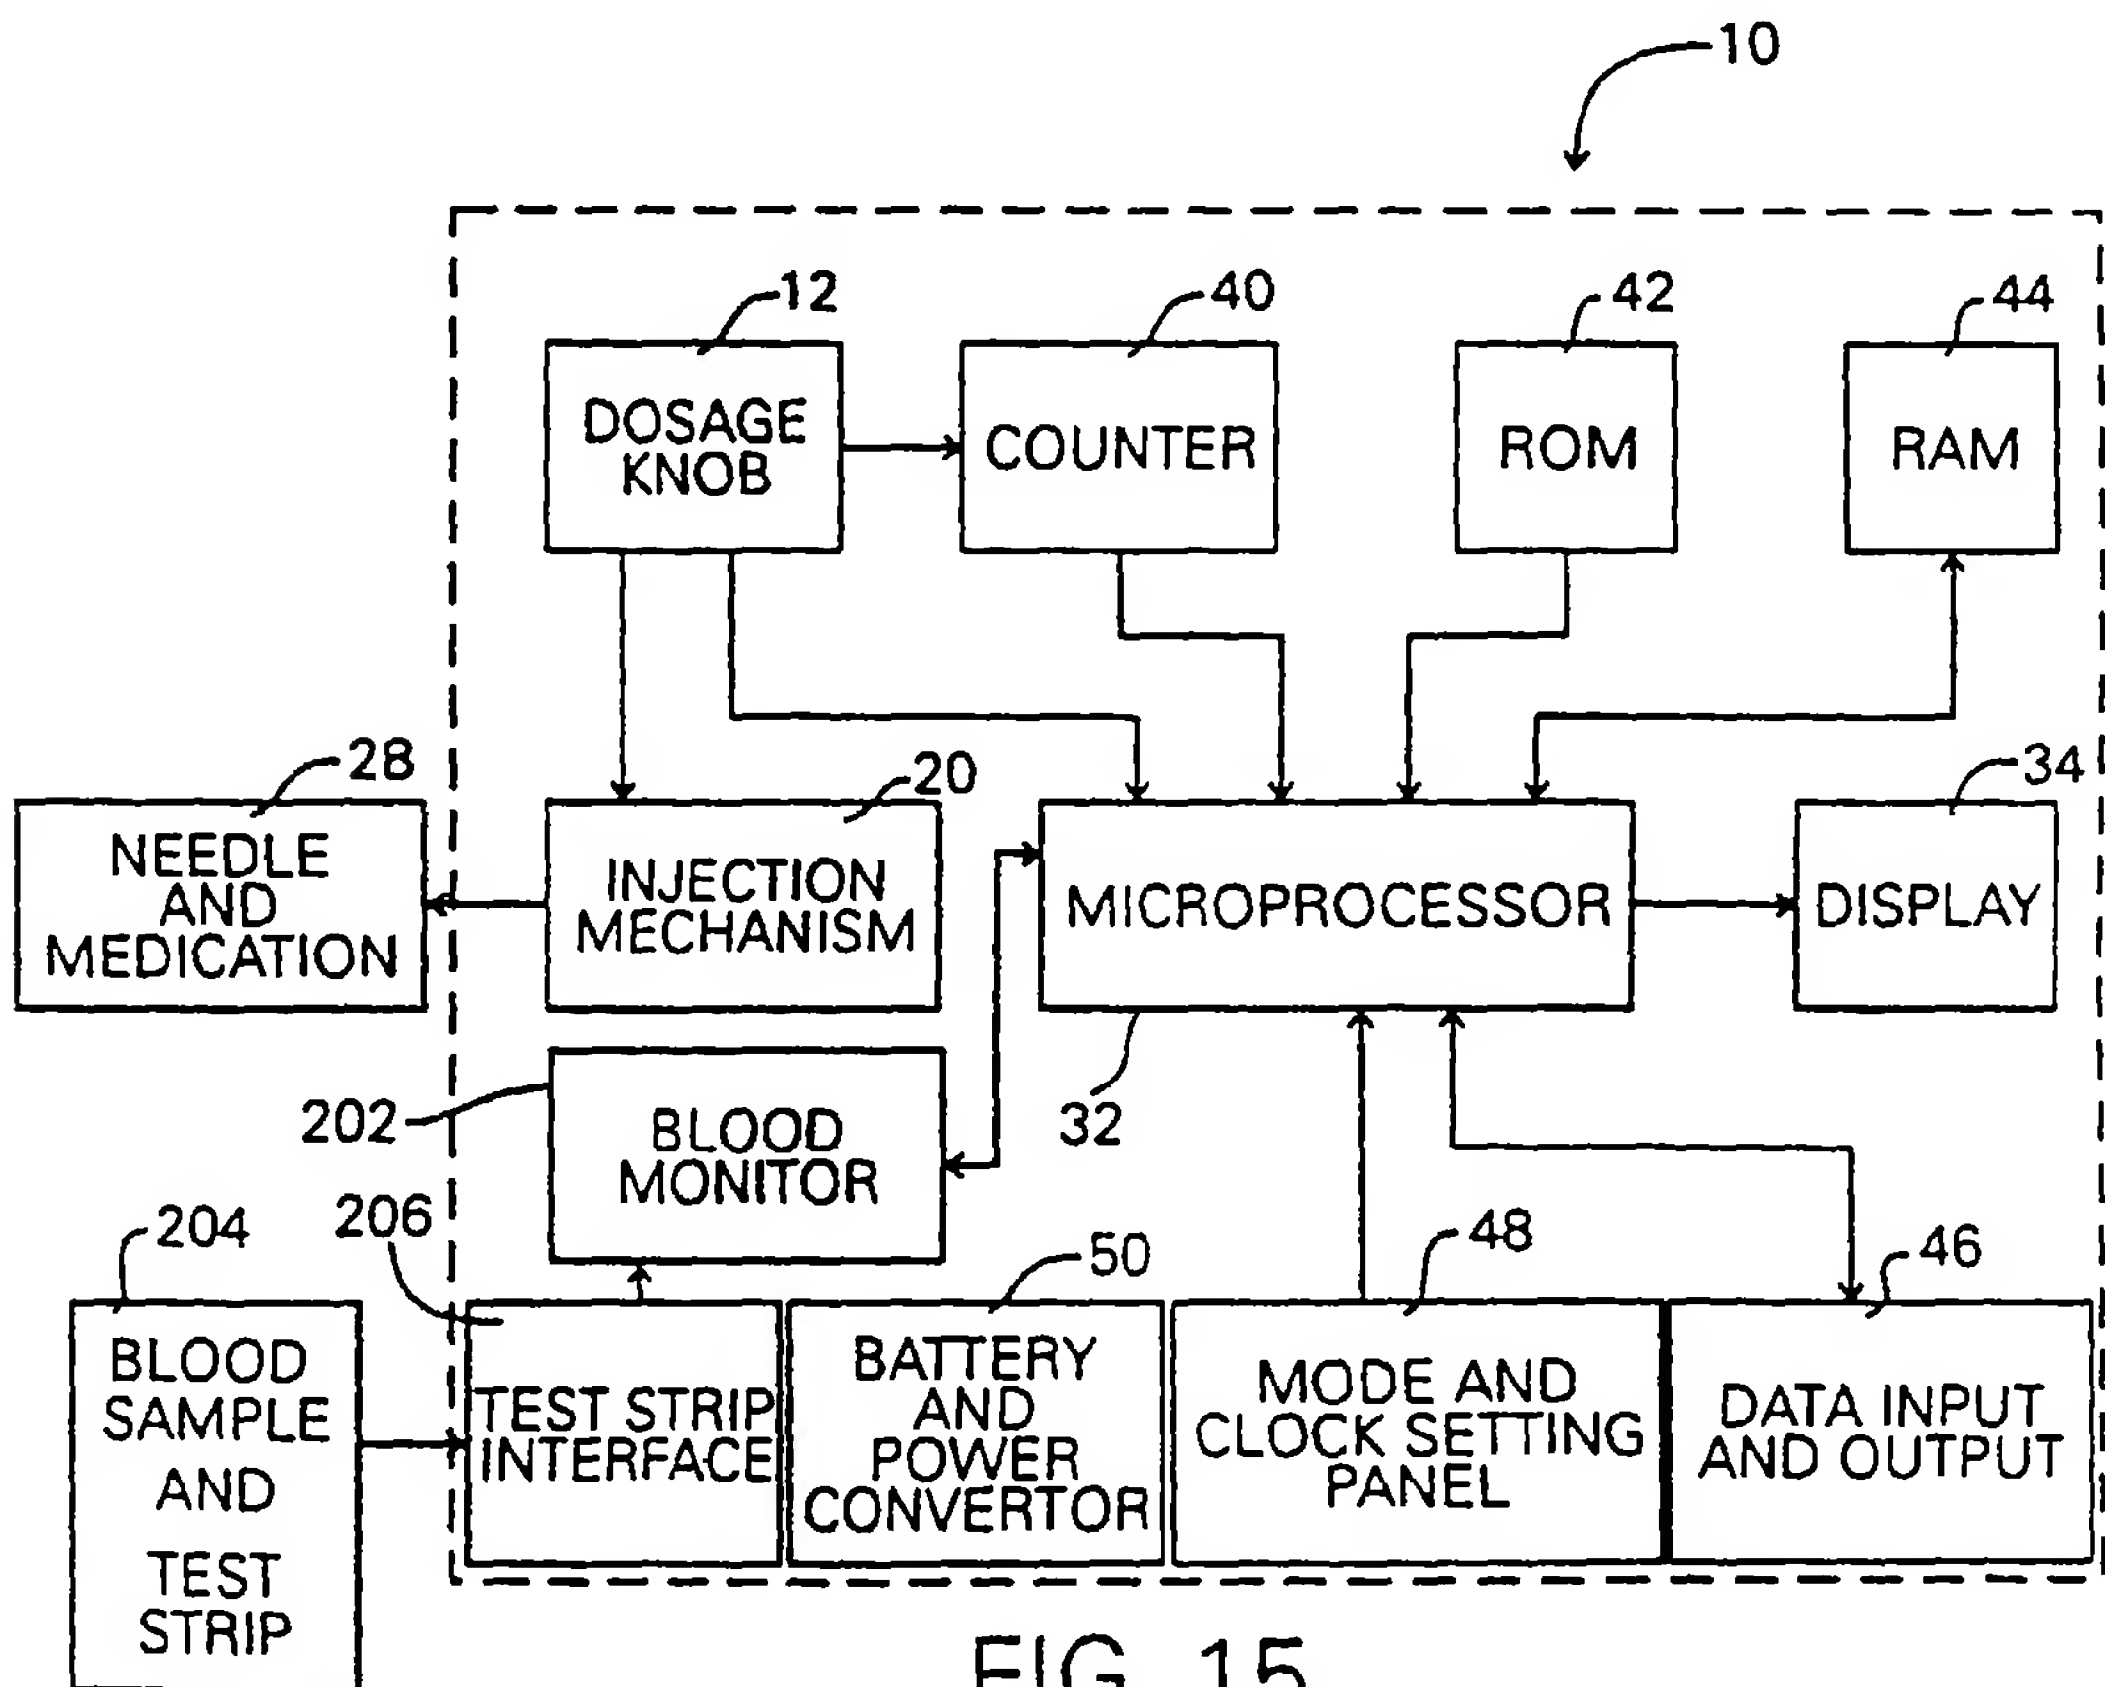 10
12
40
42
44
DOSAGE
KNOB
COUNTER
ROM
RAM
28
20
34
NEEDLE
AND
MEDICATION
INJECTION
MECHANISM
MICROPROCESSOR
DISPLAY
202
BLOOD
MONITOR
32
204
206
50
48
46
BLOOD
SAMPLE
AND
TEST
STRIP
TEST STRIP
INTERFACE
BATTERY
AND
POWER
CONVERTOR
MODE AND
CLOCK SETTING
PANEL
DATA INPUT
AND OUTPUT
FIG. 15